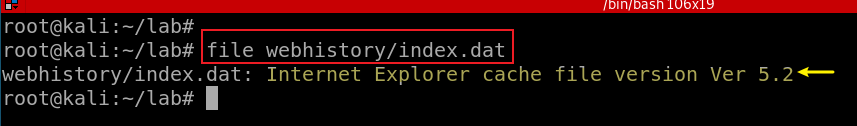 /bin/bash 106x19
root@kali:~/lab#
root@kali:~/lab# file webhistory/index.dat
webhistory/index.dat: Internet Explorer cache file version Ver 5.2
root@kali:~/lab#